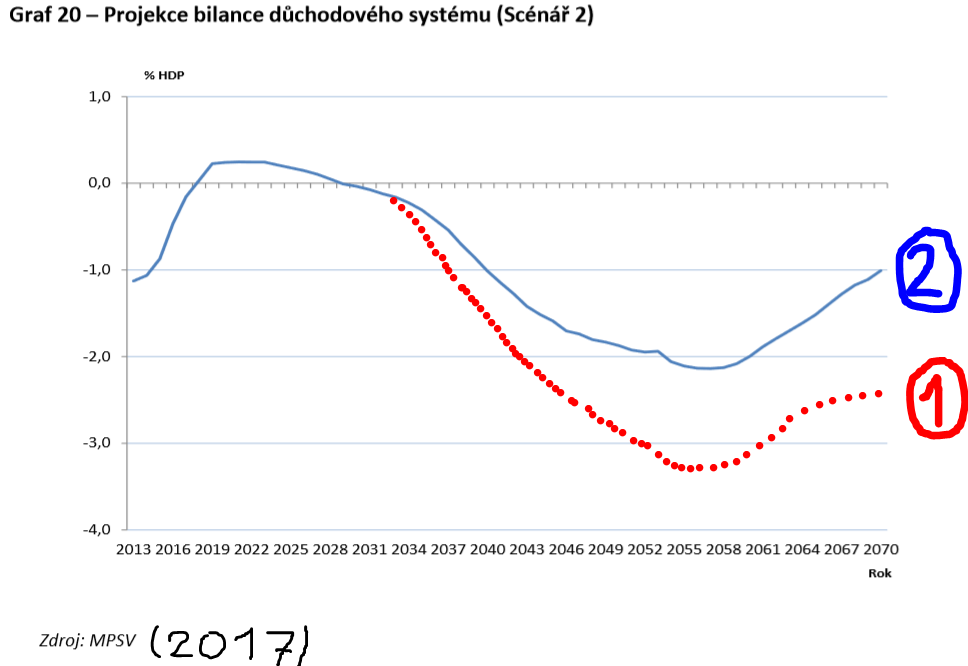 Graf 20 – Projekce bilance důchodového systému (Scénář 2)
% HDP
1,0
0,0
-1,0
-2,0
-3,0
-4,0
2
1
2013 2016 2019 2022 2025 2028 2031 2034 2037 2040 2043 2046 2049 2052 2055 2058 2061 2064 2067 2070
Rok
Zdroj: MPSV (2017)